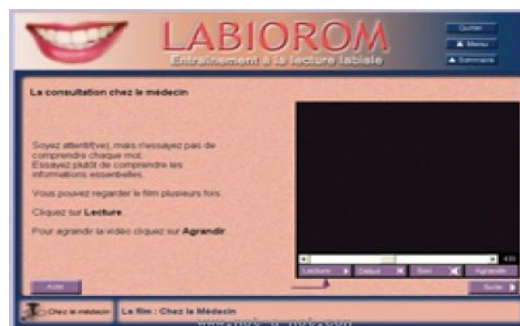 LABIOROM
Entraînement à la lecture labiale
Quitter
Menu
Sommaire
La consultation chez le médecin
Soyez attentif(ve), mais n'essayez pas de
comprendre chaque mot.
Essayez plutôt de comprendre les
informations essentielles.
Vous pouvez regarder le film plusieurs fois.
Cliquez sur Lecture.
Pour agrandir la vidéo cliquez sur Agrandir.
Lecture Début Son Agrandir
Aide
Suite
Chez le médecin
Le film : Chez le Médecin